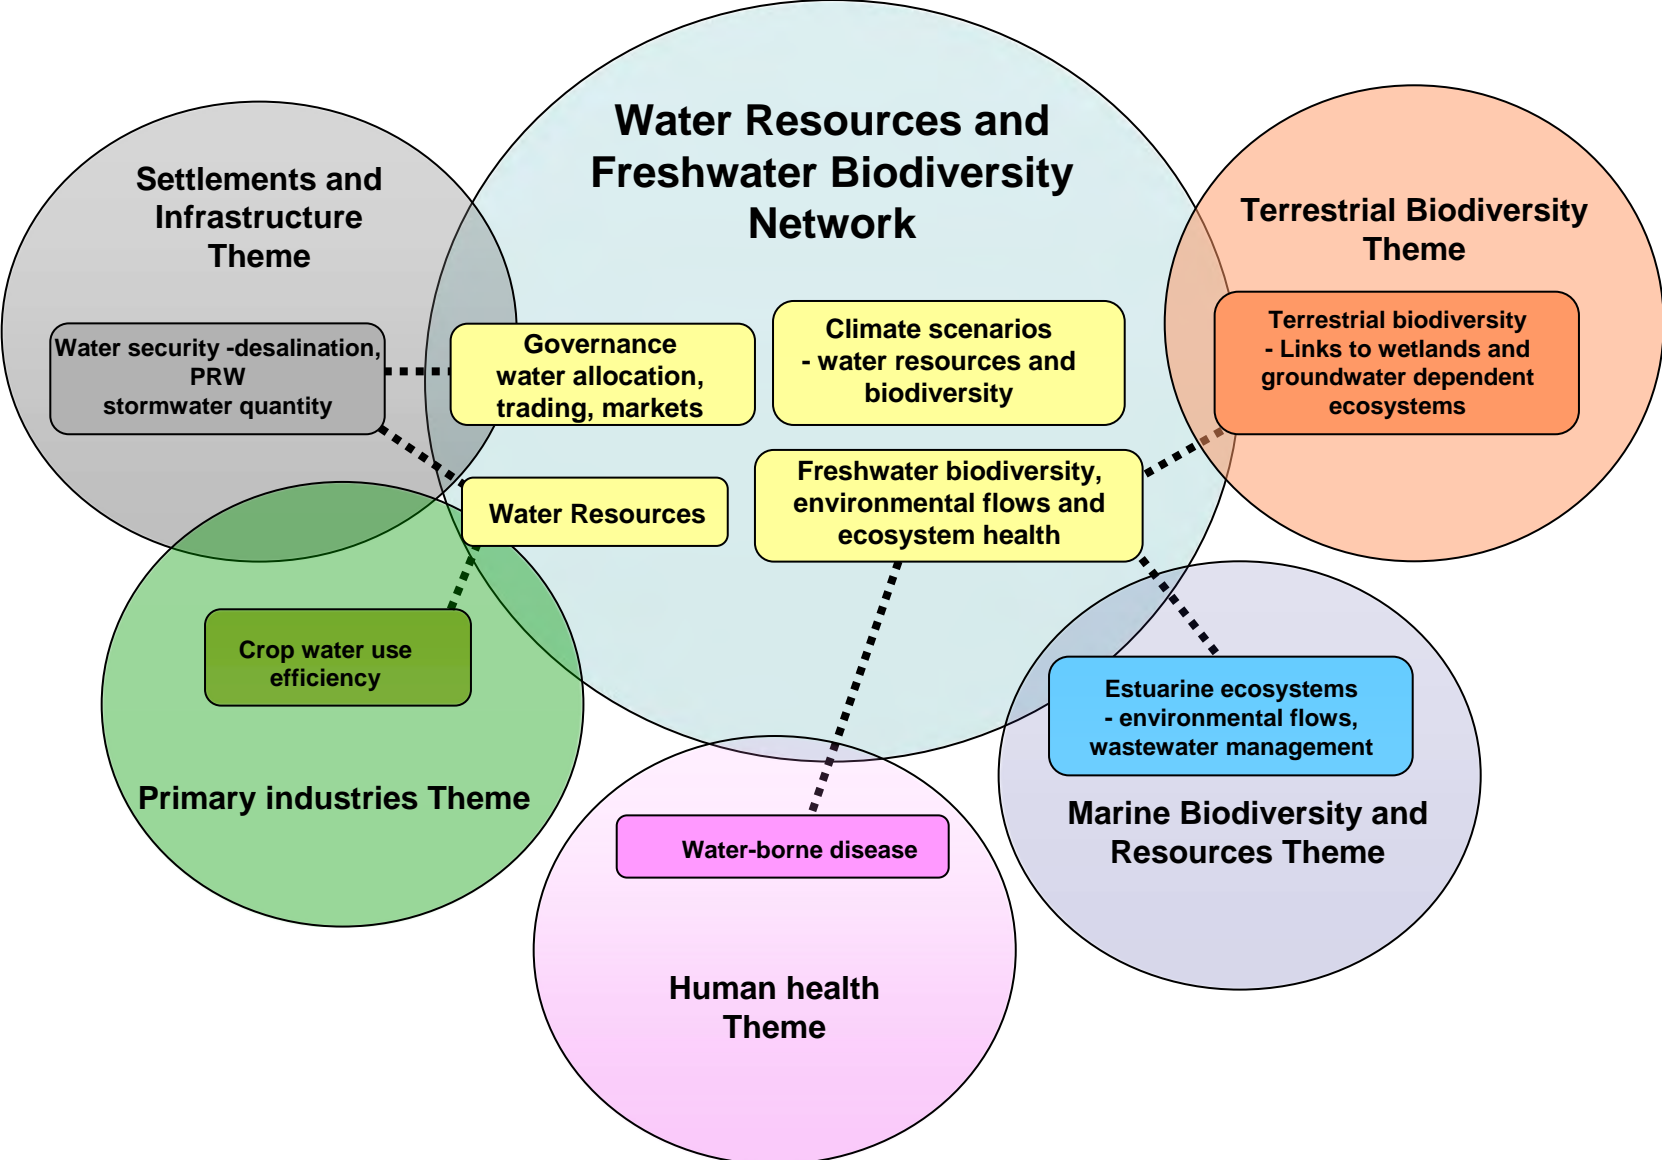 Water Resources and
Freshwater Biodiversity
Network
Settlements and
Infrastructure
Theme
Terrestrial Biodiversity
Theme
Water security -desalination,
PRW
stormwater quantity
Governance
water allocation,
trading, markets
Climate scenarios
- water resources and
biodiversity
Terrestrial biodiversity
- Links to wetlands and
groundwater dependent
ecosystems
Water Resources
Freshwater biodiversity,
environmental flows and
ecosystem health
Crop water use
efficiency
Primary industries Theme
Estuarine ecosystems
- environmental flows,
wastewater management
Marine Biodiversity and
Resources Theme
Water-borne disease
Human health
Theme